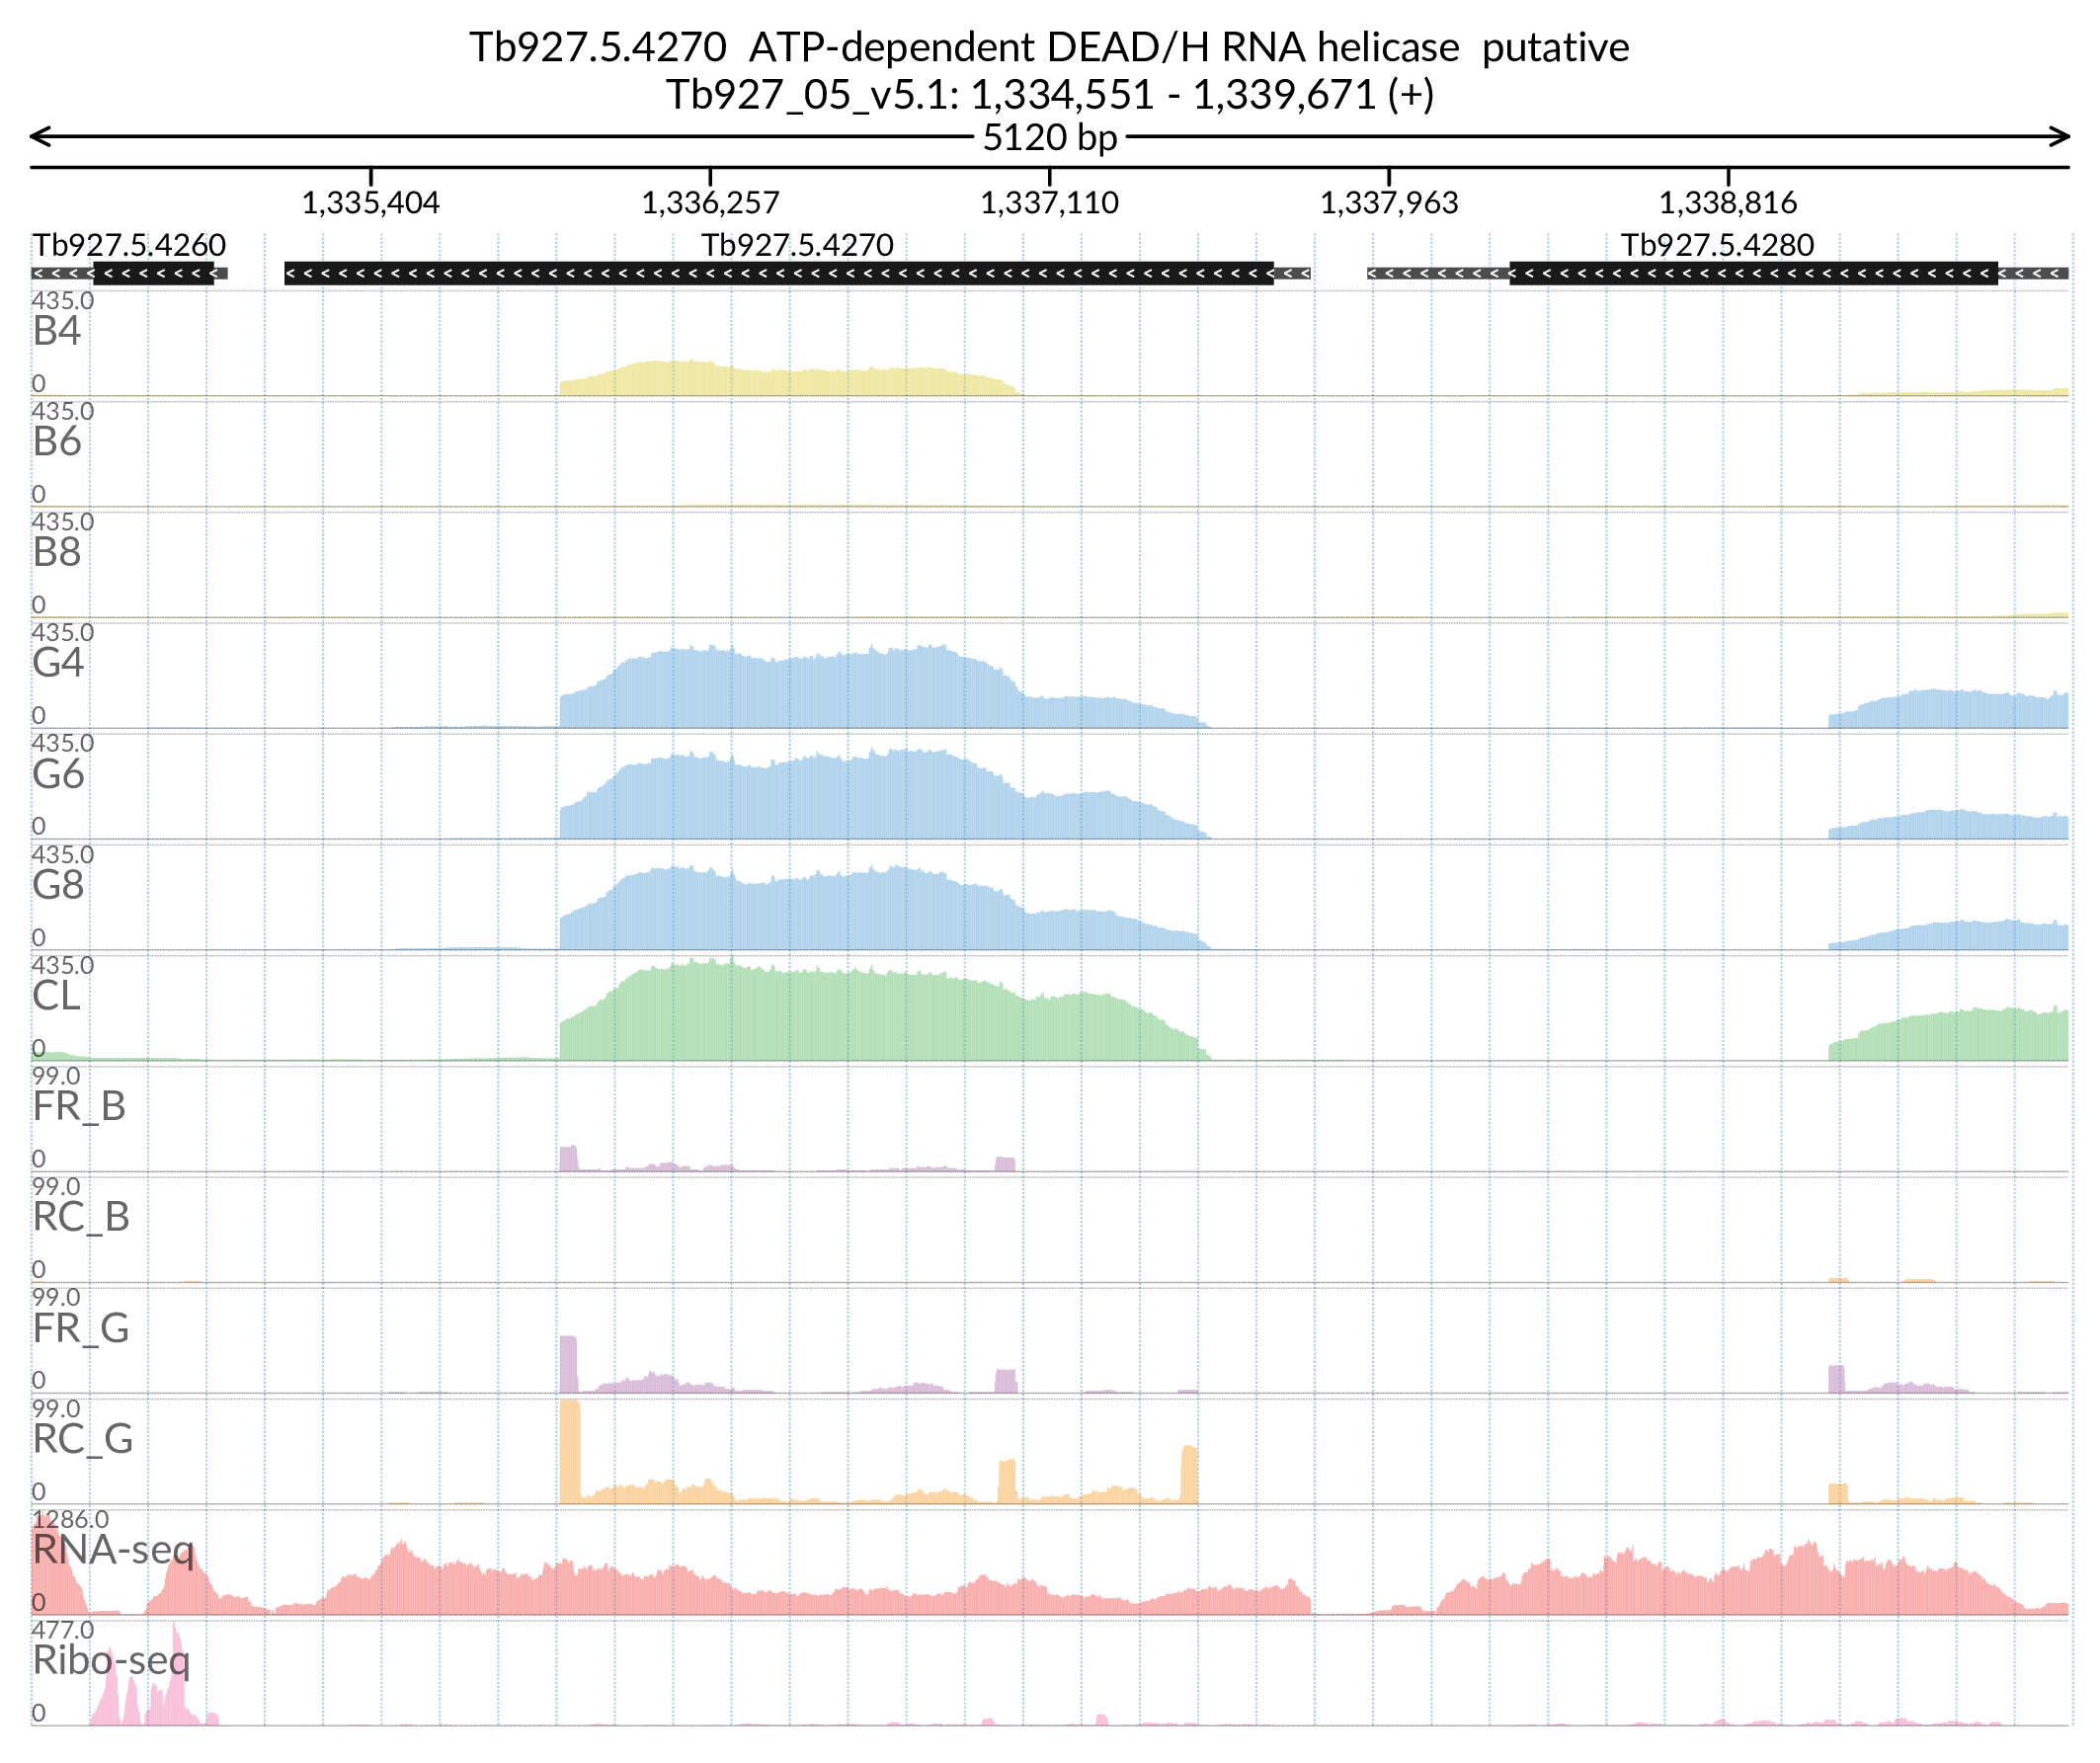 Tb927.5.4270  ATP-dependent DEAD/H RNA helicase  putative
Tb927_05_v5.1: 1,334,551 - 1,339,671 (+)
5120 bp
1,335,404 1,336,257 1,337,110 1,337,963 1,338,816
Tb927.5.4260 Tb927.5.4270 Tb927.5.4280
435.0
B4
0
435.0
B6
0
435.0
B8
0
435.0
G4
0
435.0
G6
0
435.0
G8
0
435.0
CL
0
99.0
FR_B
0
99.0
RC_B
0
99.0
FR_G
0
99.0
RC_G
0
1286.0
RNA-seq
0
477.0
Ribo-seq
0